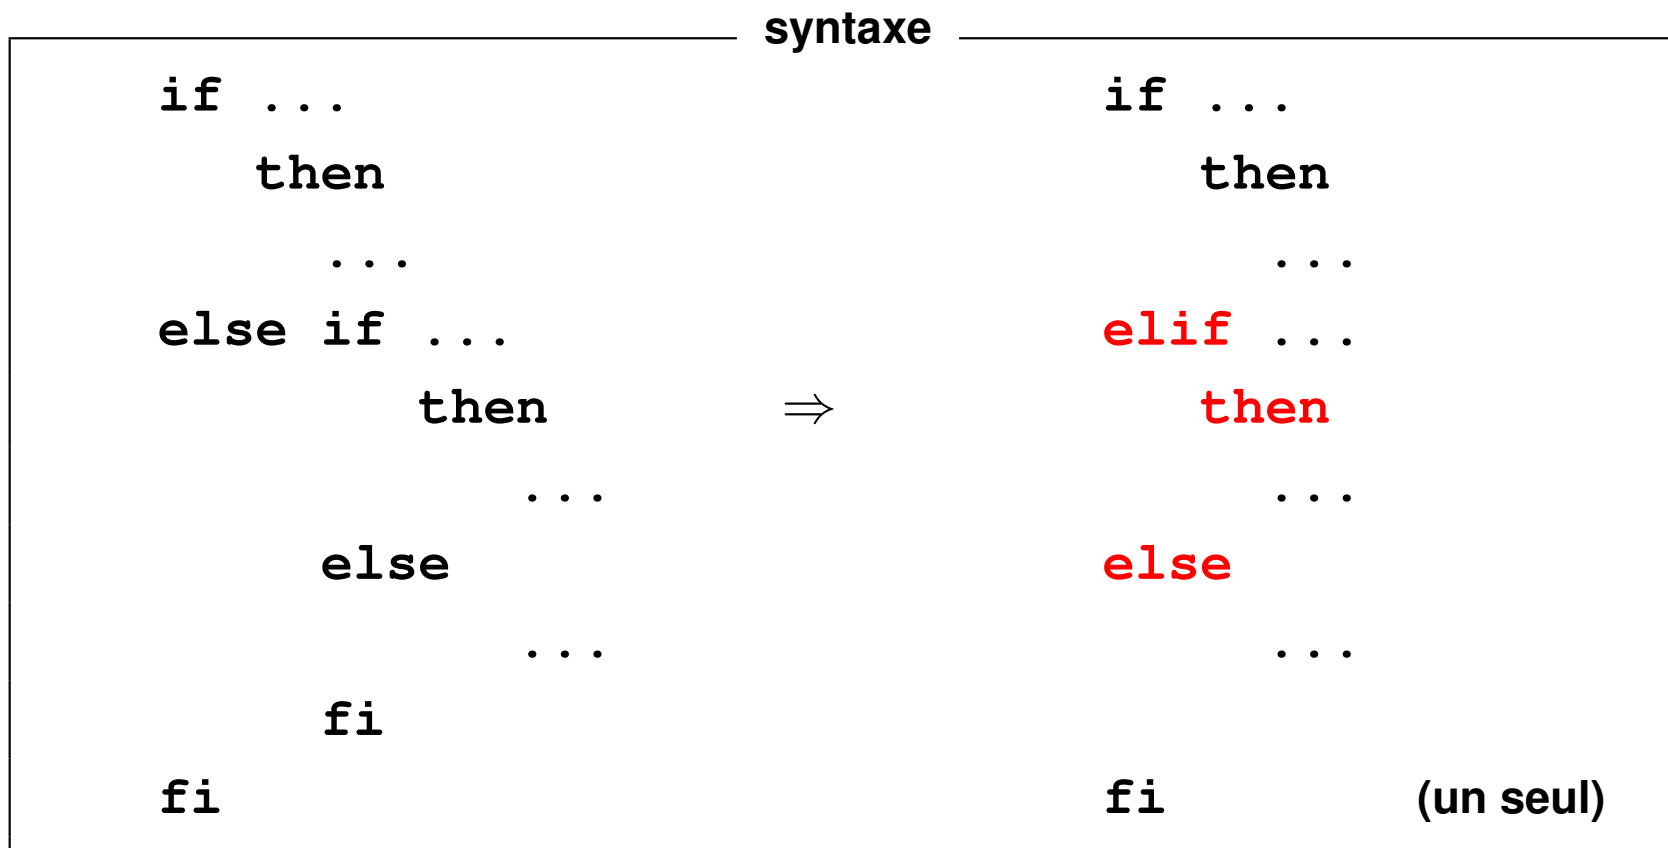 syntaxe
if ... if ...
then then
... ...
else if ... elif ...
then ⇒ then
... ...
else else
... ...
fi
fi fi (un seul)